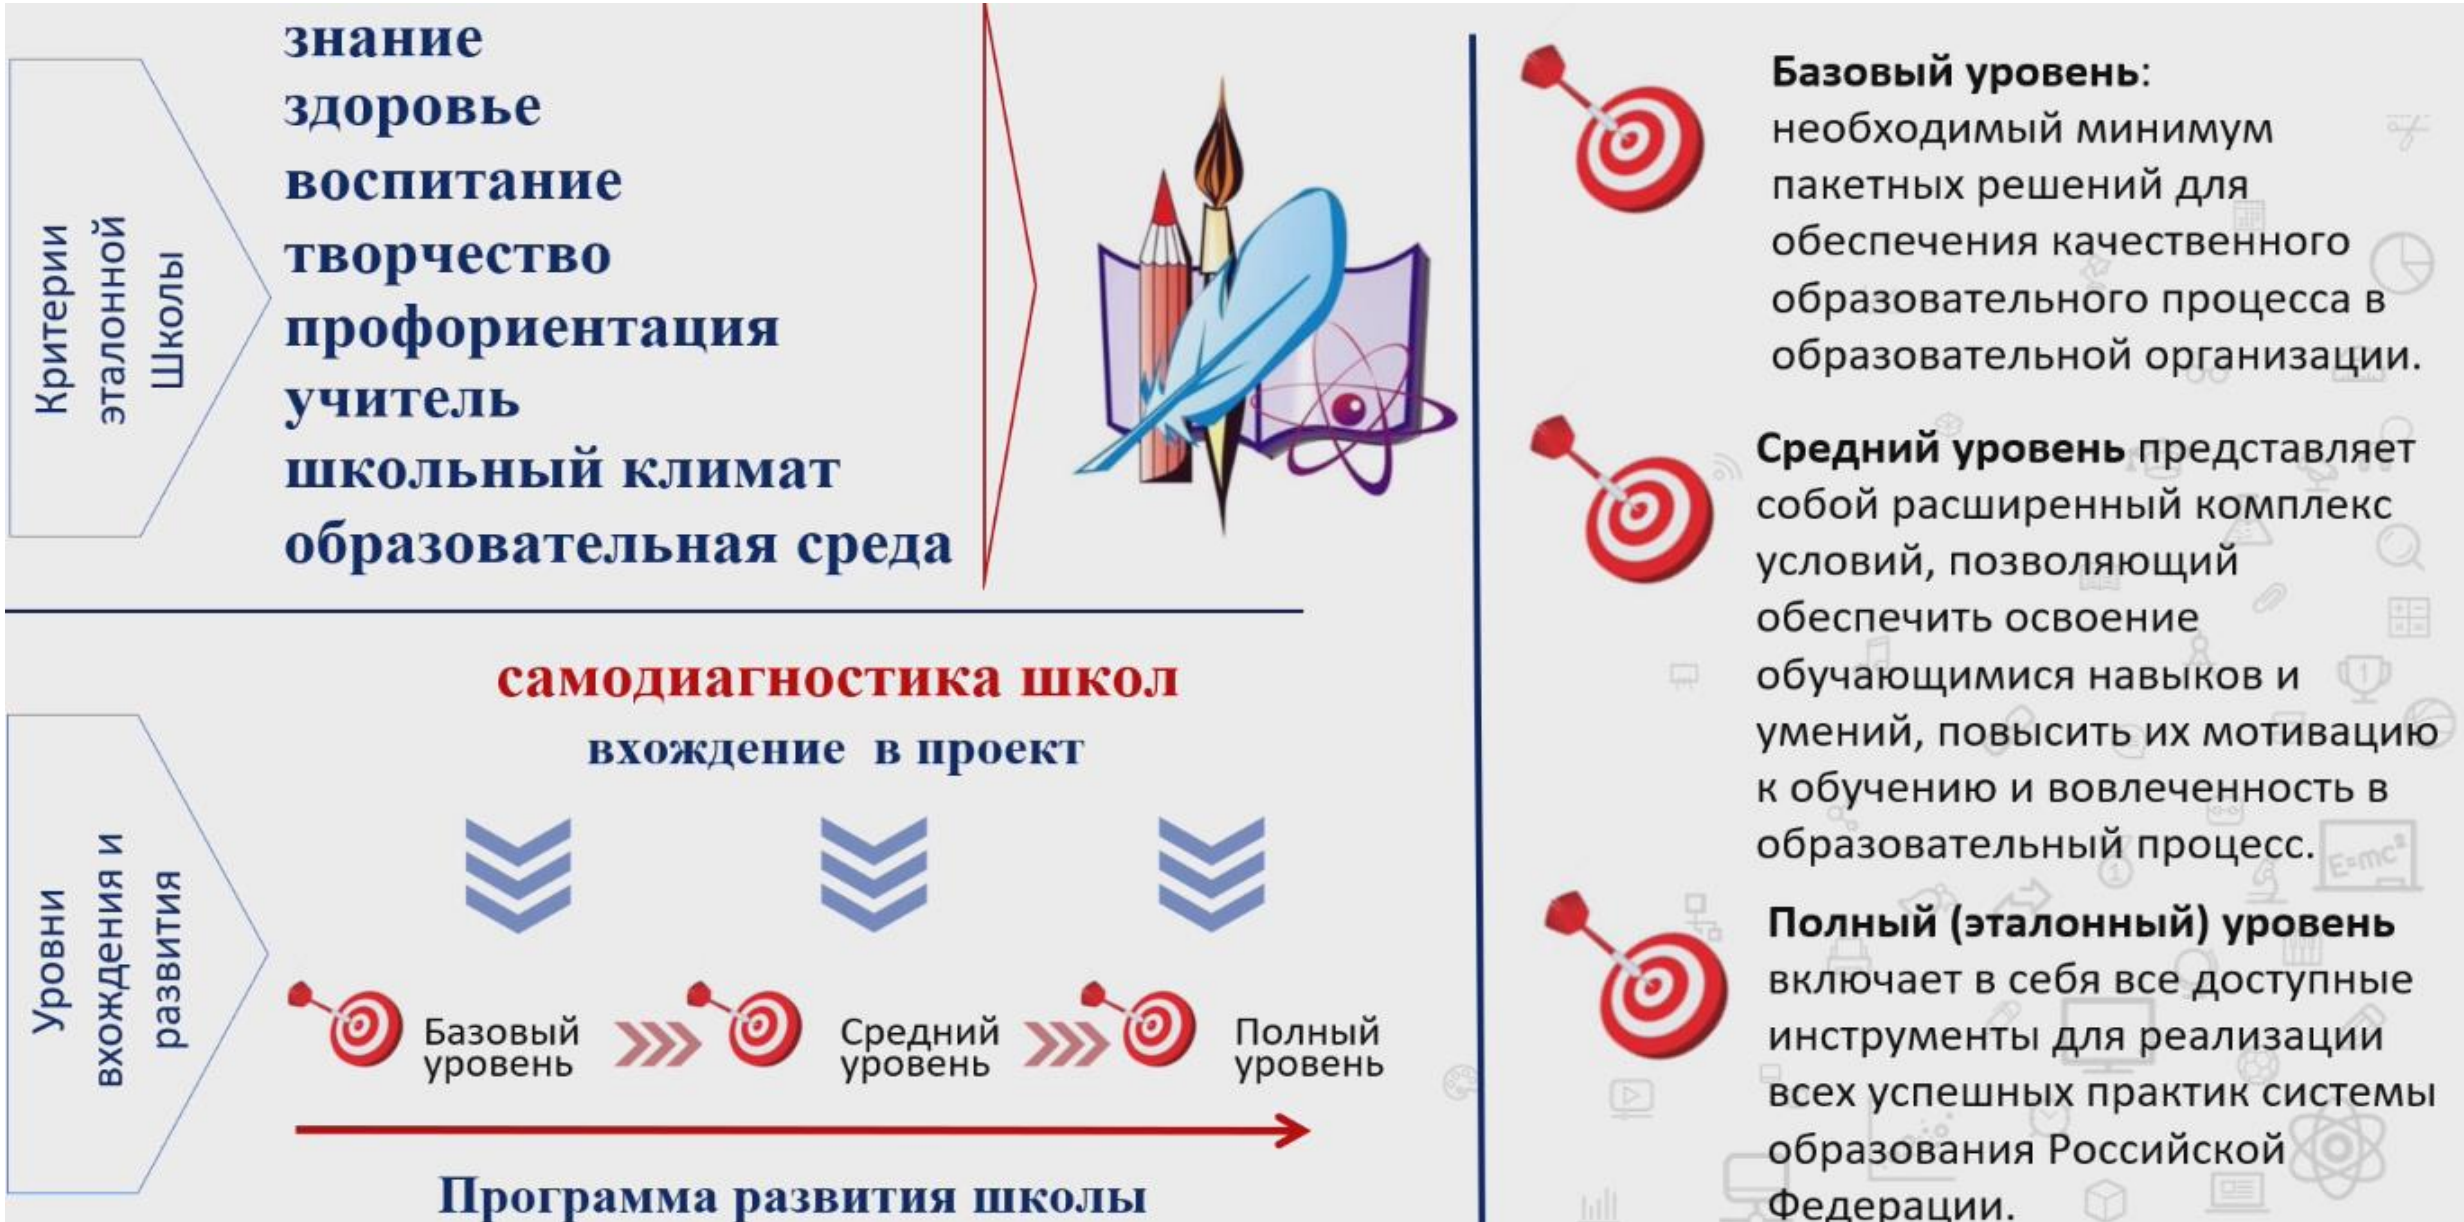 Критерии
эталонной
Школы
знание
здоровье
воспитание
творчество
профориентация
учитель
школьный климат
образовательная среда
Уровни
вхождения и
развития
самодиагностика школ
вхождение в проект
Базовый
уровень
Средний
уровень
Полный
уровень
Программа развития школы
Базовый уровень:
необходимый минимум
пакетных решений для
обеспечения качественного
образовательного процесса в
образовательной организации.
Средний уровень представляет
собой расширенный комплекс
условий, позволяющий
обеспечить освоение
обучающимися навыков и
умений, повысить их мотивацию
к обучению и вовлеченность в
образовательный процесс.
E=mc²
Полный (эталонный) уровень
включает в себя все доступные
инструменты для реализации
всех успешных практик системы
образования Российской
Федерации.